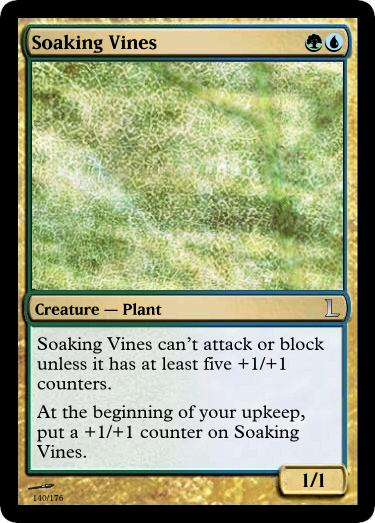 Soaking Vines
Creature — Plant
L
Soaking Vines can't attack or block
unless it has at least five +1/+1
counters.
At the beginning of your upkeep,
put a +1/+1 counter on Soaking
Vines.
1/1
140/176